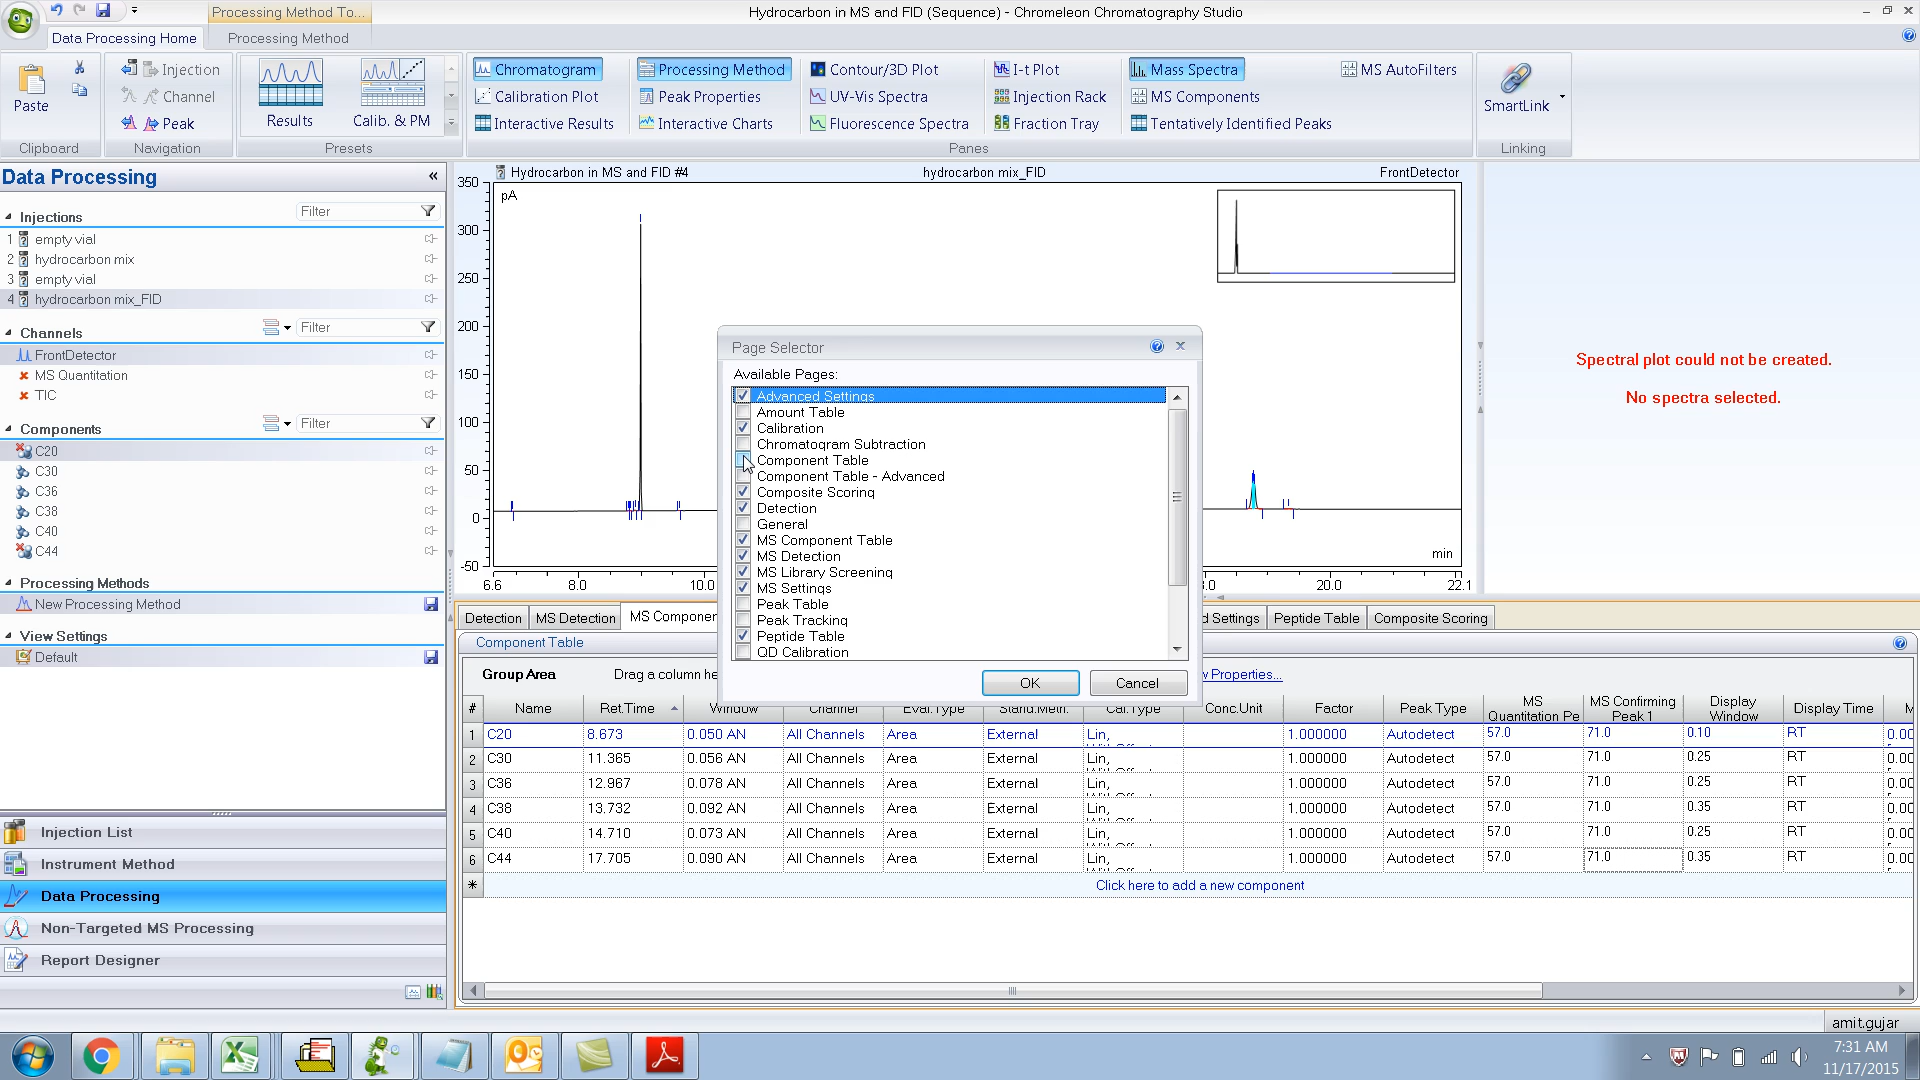 Processing Method To...
Hydrocarbon in MS and FID (Sequence) - Chromeleon Chromatography Studio
Data Processing Home
Processing Method
Paste
Clipboard
Injection
Channel
Peak
Navigation
Results
Calib. & PM
Presets
Chromatogram
Calibration Plot
Interactive Results
Processing Method
Peak Properties
Interactive Charts
Contour/3D Plot
UV-Vis Spectra
Fluorescence Spectra
I-t Plot
Injection Rack
Fraction Tray
Mass Spectra
MS Components
Tentatively Identified Peaks
MS AutoFilters
Panes
SmartLink
Linking
Data Processing
«
Injections
Filter
1 empty vial
2 hydrocarbon mix
3 empty vial
4 hydrocarbon mix_FID
Channels
Filter
FrontDetector
MS Quantitation
TIC
Components
Filter
C20
C30
C36
C38
C40
C44
Processing Methods
New Processing Method
View Settings
Default
Injection List
Instrument Method
Data Processing
Non-Targeted MS Processing
Report Designer
Hydrocarbon in MS and FID #4
hydrocarbon mix_FID
FrontDetector
pA
350
300
250
200
150
100
50
0
-50
6.6 8.0 10.0 20.0 22.1
min
Spectral plot could not be created.
No spectra selected.
Page Selector
Available Pages:
Advanced Settings
Amount Table
Calibration
Chromatogram Subtraction
Component Table
Component Table - Advanced
Composite Scoring
Detection
General
MS Component Table
MS Detection
MS Library Screening
MS Settings
Peak Table
Peak Tracking
Peptide Table
QD Calibration
OK
Cancel
Detection
MS Detection
MS Componen
d Settings
Peptide Table
Composite Scoring
Component Table
Group Area
Drag a column he
w Properties...
# Name Ret.Time Window Channel Eval.Type Stand.Meth. Cal.Type Conc.Unit Factor Peak Type MS Quantitation Pe MS Confirming Peak 1 Display Window Display Time M
1 C20 8.673 0.050 AN All Channels Area External Lin, 1.000000 Autodetect 57.0 71.0 0.10 RT 0.00
2 C30 11.365 0.056 AN All Channels Area External Lin, 1.000000 Autodetect 57.0 71.0 0.25 RT 0.00
3 C36 12.967 0.078 AN All Channels Area External Lin, 1.000000 Autodetect 57.0 71.0 0.25 RT 0.00
4 C38 13.732 0.092 AN All Channels Area External Lin, 1.000000 Autodetect 57.0 71.0 0.35 RT 0.00
5 C40 14.710 0.073 AN All Channels Area External Lin, 1.000000 Autodetect 57.0 71.0 0.25 RT 0.00
6 C44 17.705 0.090 AN All Channels Area External Lin, 1.000000 Autodetect 57.0 71.0 0.35 RT 0.00
Click here to add a new component
amit.gujar
7:31 AM
11/17/2015